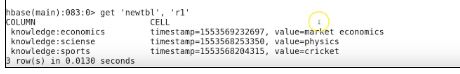 hbase(main):083:0> get 'newtbl', 'r1'
COLUMN CELL
knowledge:economics timestamp=1553569232697, value=market economics
knowledge:sciense timestamp=1553568253350, value=physics
knowledge:sports timestamp=1553568204315, value=cricket
3 row(s) in 0.0130 seconds